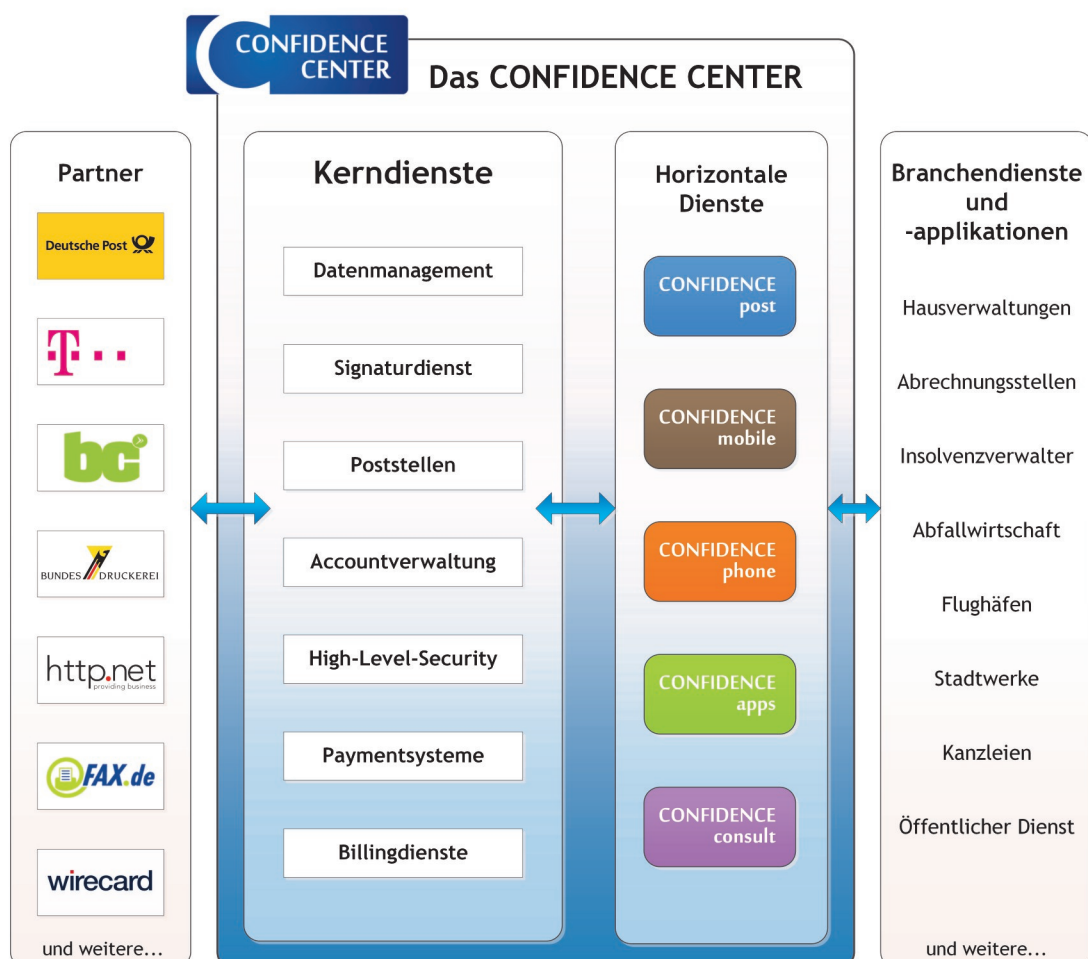 CONFIDENCE
CENTER
Das CONFIDENCE CENTER
Partner
Deutsche Post
T
bc
BUNDES DRUCKEREI
http.net
providing business
FAX.de
wirecard
und weitere...
Kerndienste
Datenmanagement
Signaturdienst
Poststellen
Accountverwaltung
High-Level-Security
Paymentsysteme
Billingdienste
Horizontale
Dienste
CONFIDENCE
post
CONFIDENCE
mobile
CONFIDENCE
phone
CONFIDENCE
apps
CONFIDENCE
consult
Branchendienste
und
-applikationen
Hausverwaltungen
Abrechnungsstellen
Insolvenzverwalter
Abfallwirtschaft
Flughäfen
Stadtwerke
Kanzleien
Öffentlicher Dienst
und weitere...